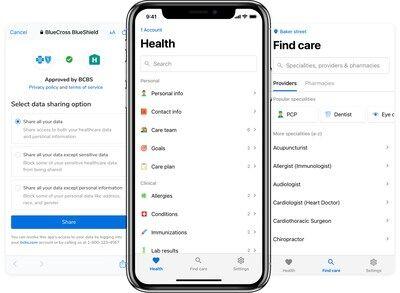 Cancel
BlueCross BlueShield
AA
Approved by BCBS
Privacy policy and terms of service
Select data sharing option
Share all your data
Share access to both your healthcare data
and personal information
Share all your data except sensitive data
Block some of your sensitive healthcare data
from being shared
Share all your data except personal information
Block some of your personal data like address,
race, and gender.
Share
You can revoke this app's access to your data by logging into your
bcbs.com account or by calling us at
9:41
Account
Health
Search
Personal
Personal info
Contact info
Care team
6
Goals
2
Care plan
4
Clinical
Allergies
2
Conditions
2
Immunizations
2
Lab results
Health
Find care
Settings
Baker street
Find care
Specialties, providers & pharmacies
Providers
Pharmacies
Popular specialties
PCP
Dentist
Eye c
More specialties (a-z)
Acupuncturist
Allergist (Immunologist)
Audiologist
Cardiologist (Heart Doctor)
Cardiothoracic Surgeon
Chiropractor
Health
Find care
Settings